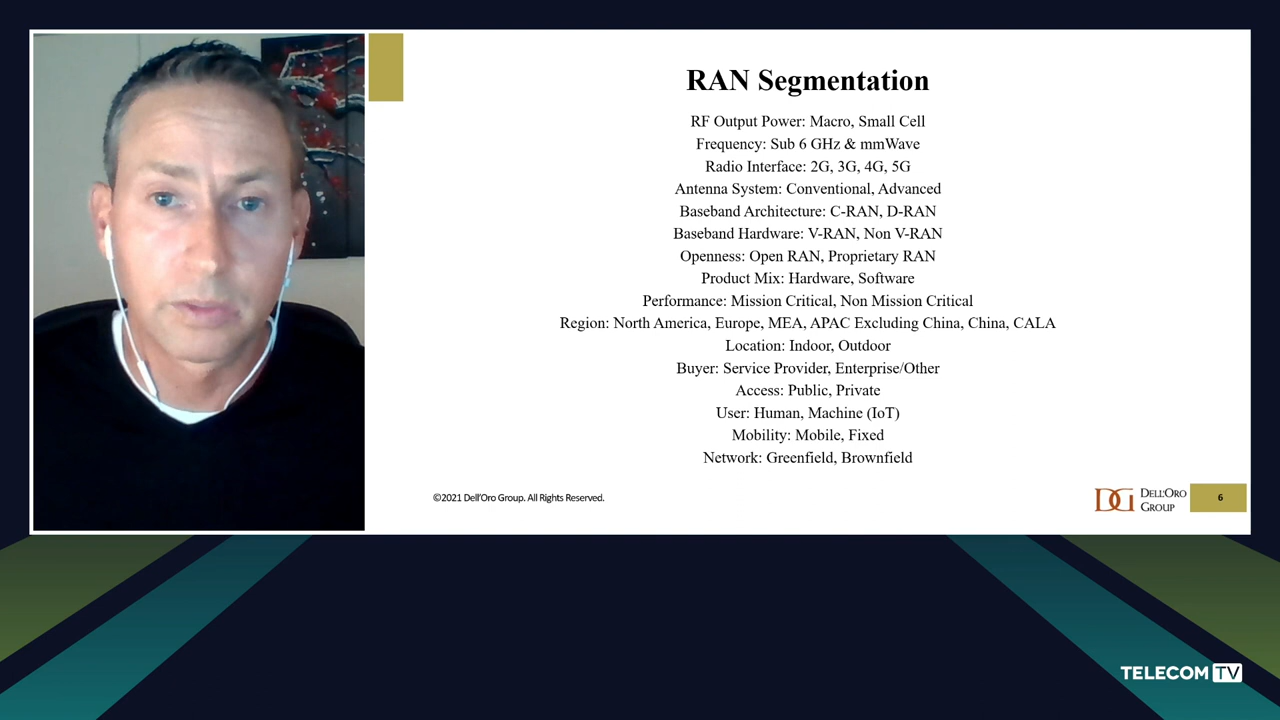 RAN Segmentation
RF Output Power: Macro, Small Cell
Frequency: Sub 6 GHz & mmWave
Radio Interface: 2G, 3G, 4G, 5G
Antenna System: Conventional, Advanced
Baseband Architecture: C-RAN, D-RAN
Baseband Hardware: V-RAN, Non V-RAN
Openness: Open RAN, Proprietary RAN
Product Mix: Hardware, Software
Performance: Mission Critical, Non Mission Critical
Region: North America, Europe, MEA, APAC Excluding China, China, CALA
Location: Indoor, Outdoor
Buyer: Service Provider, Enterprise/Other
Access: Public, Private
User: Human, Machine (IoT)
Mobility: Mobile, Fixed
Network: Greenfield, Brownfield
©2021 Dell'Oro Group. All Rights Reserved.
DG DELL'ORO
GROUP
6
TELECOM TV